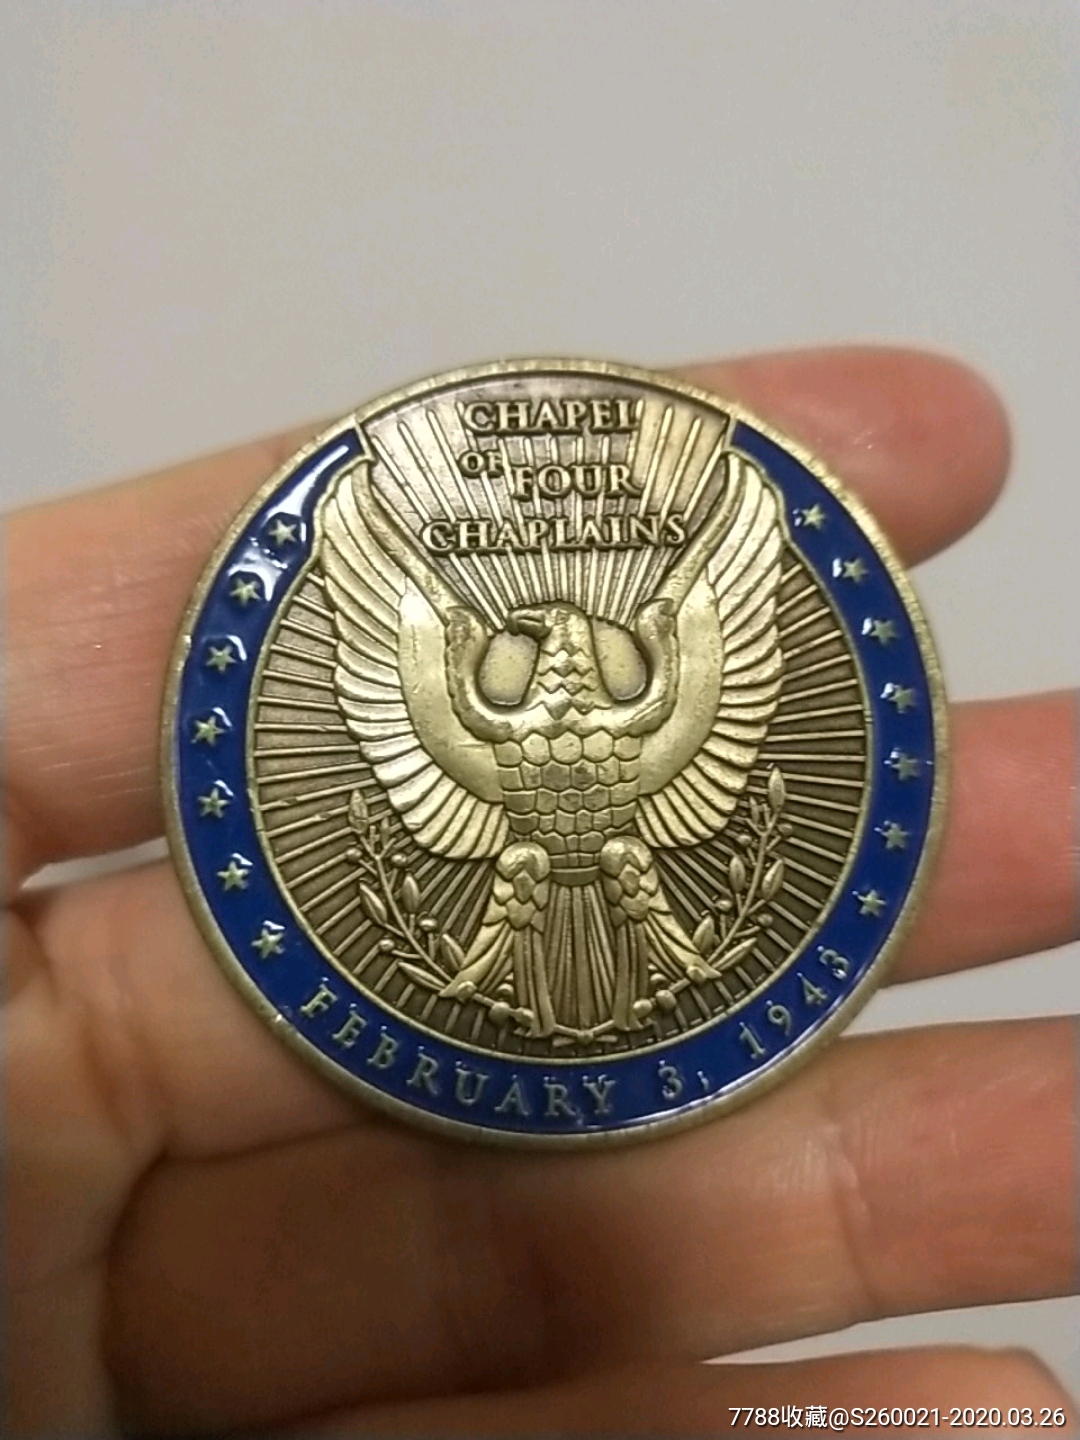 CHAPEL
OF FOUR
CHAPLAINS
FEBRUARY 3, 1943
7788收藏@S260021-2020.03.26